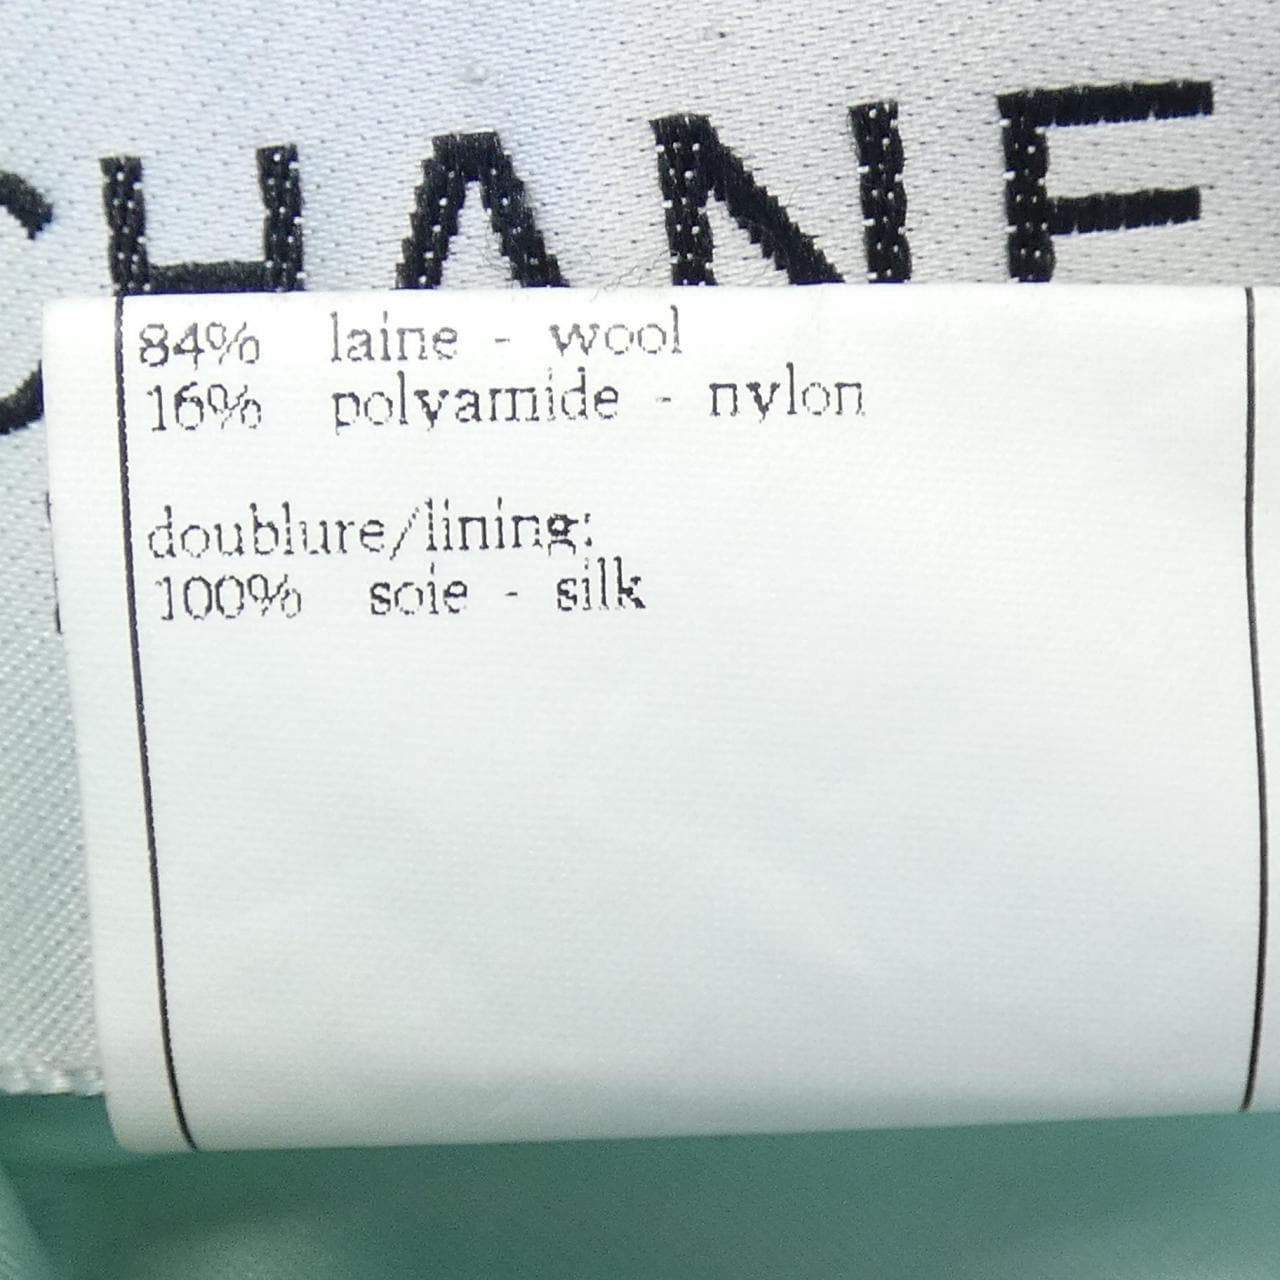 CHANE
84% laine - wool
16% polyamide - nylon
doublure/lining:
100% soie - silk